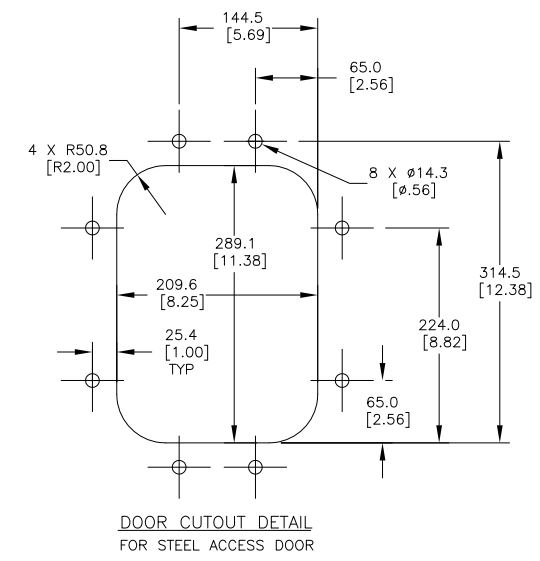 144.5
[5.69]
65.0
[2.56]
4 X R50.8
[R2.00]
8 X ø14.3
[ø.56]
289.1
[11.38]
314.5
[12.38]
209.6
[8.25]
224.0
[8.82]
25.4
[1.00]
TYP
65.0
[2.56]
DOOR CUTOUT DETAIL
FOR STEEL ACCESS DOOR